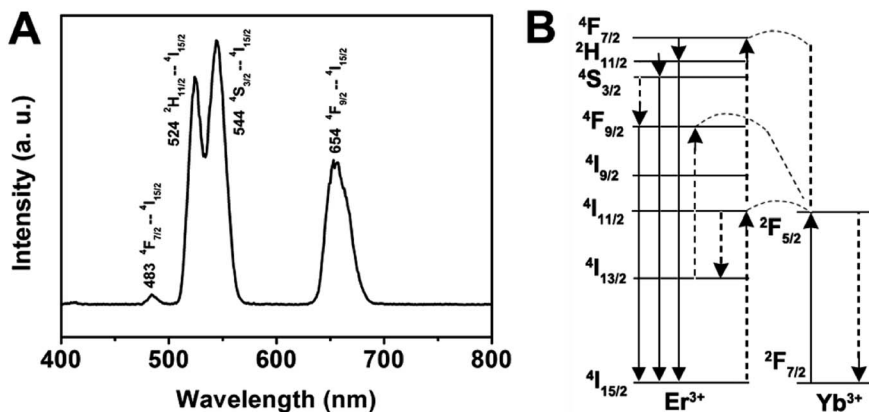 A
Intensity (a. u.)
483 ⁴F₇/₂ -- ⁴I₁₅/₂
524 ²H₁₁/₂ -- ⁴I₁₅/₂
544 ⁴S₃/₂ -- ⁴I₁₅/₂
654 ⁴F₉/₂ -- ⁴I₁₅/₂
400 500 600 700 800
Wavelength (nm)
B
⁴F₇/₂
²H₁₁/₂
⁴S₃/₂
⁴F₉/₂
⁴I₉/₂
⁴I₁₁/₂
²F₅/₂
⁴I₁₃/₂
²F₇/₂
⁴I₁₅/₂
Er³⁺ Yb³⁺